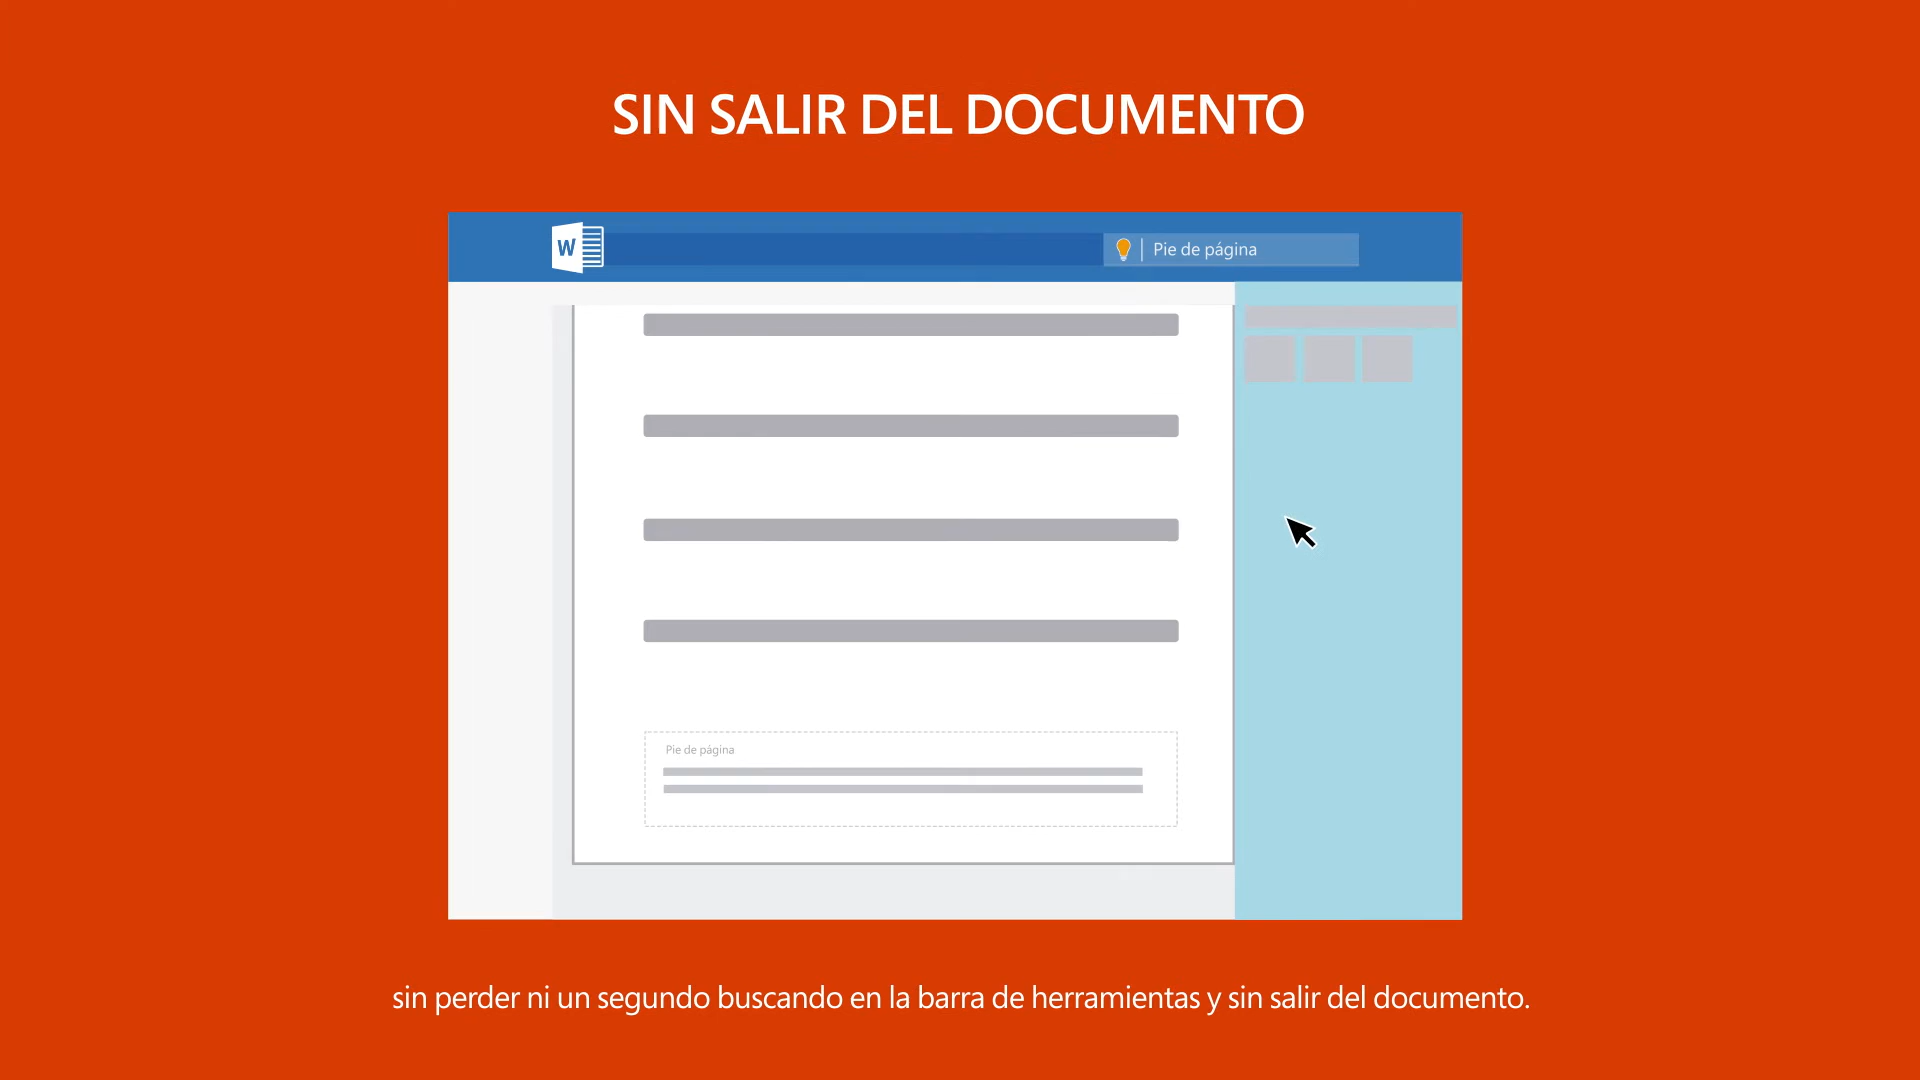 SIN SALIR DEL DOCUMENTO
W
Pie de página
Pie de página
sin perder ni un segundo buscando en la barra de herramientas y sin salir del documento.